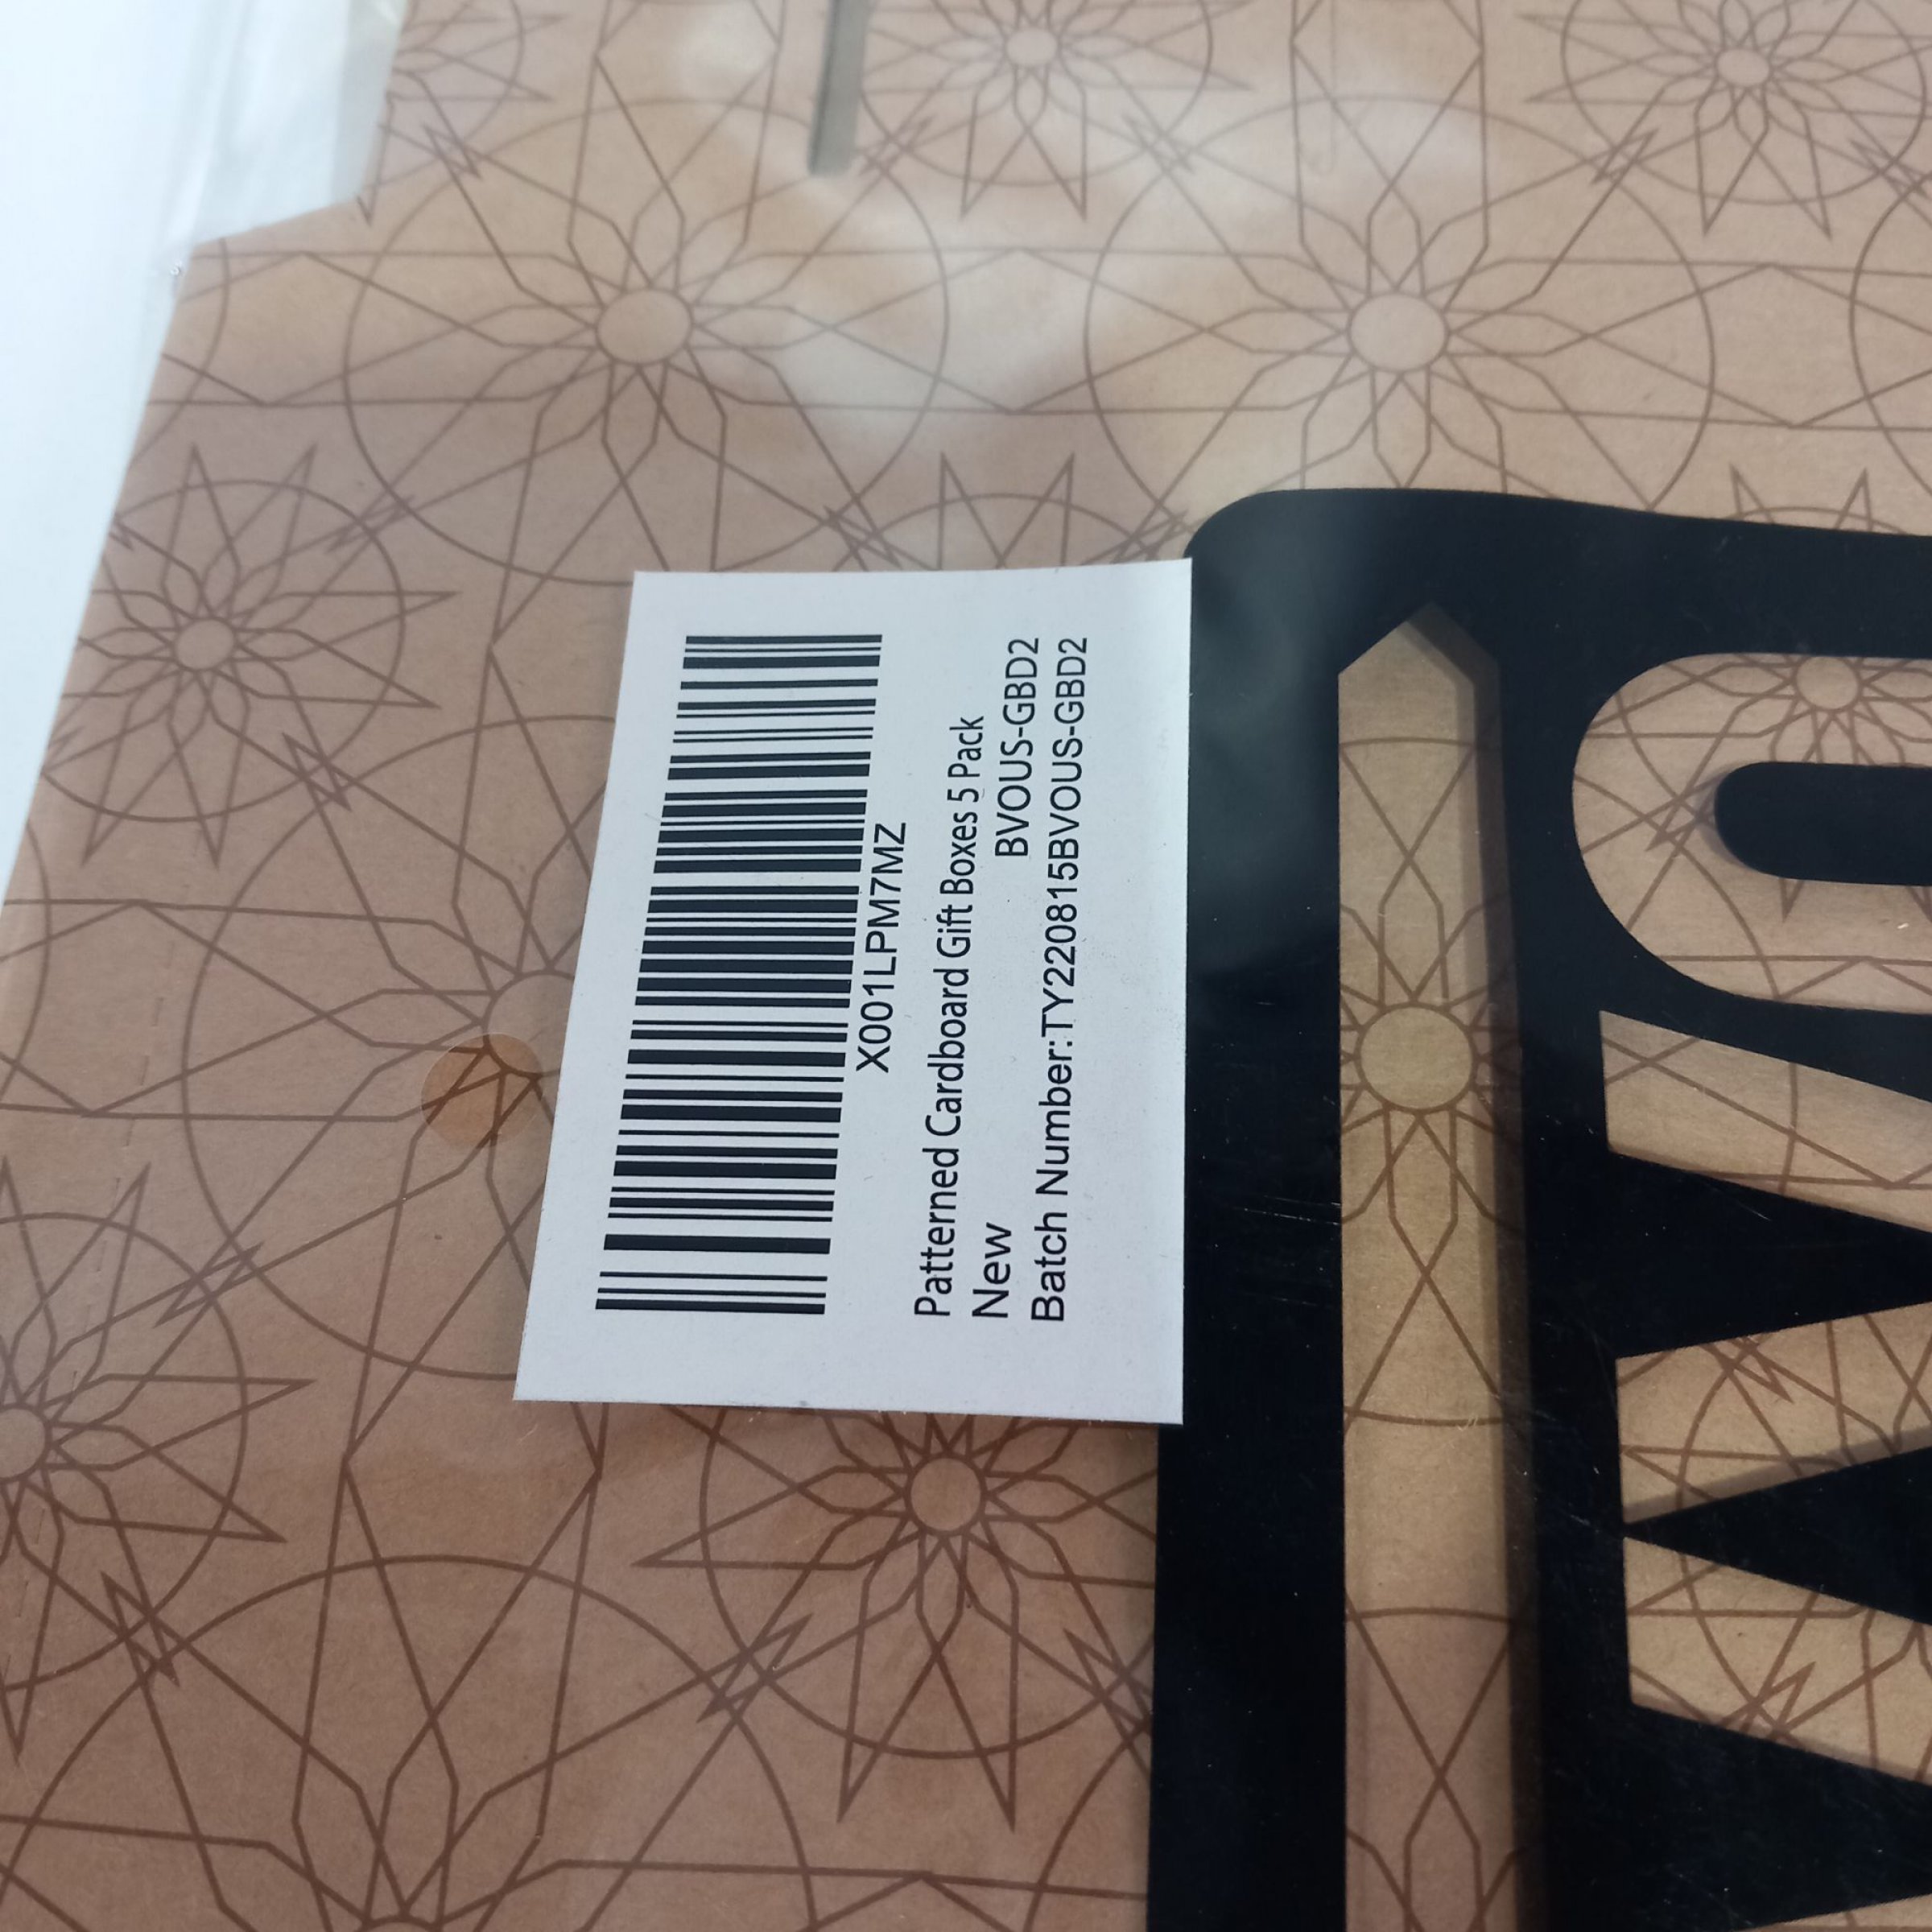 X001LPM7MZ
Patterned Cardboard Gift Boxes 5 Pack
New BVOUS-GBD2
Batch Number:TY220815BVOUS-GBD2